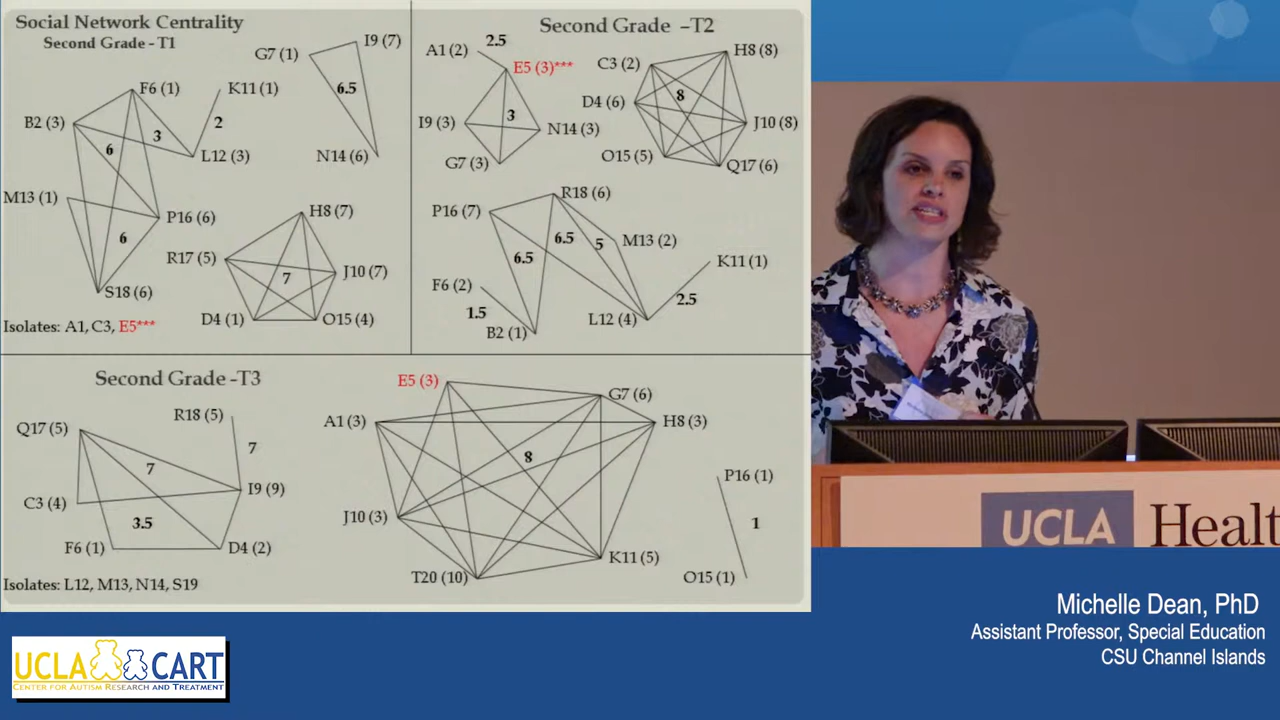 Social Network Centrality
Second Grade - T1
G7 (1)
I9 (7)
6.5
N14 (6)
F6 (1)
K11 (1)
B2 (3)
3
2
6
L12 (3)
M13 (1)
P16 (6)
6
S18 (6)
H8 (7)
R17 (5)
J10 (7)
7
D4 (1)
O15 (4)
Isolates: A1, C3, E5***
Second Grade -T2
A1 (2)
2.5
E5 (3)***
I9 (3)
3
N14 (3)
G7 (3)
H8 (8)
C3 (2)
D4 (6)
8
J10 (8)
O15 (5)
Q17 (6)
R18 (6)
P16 (7)
6.5
5
M13 (2)
6.5
K11 (1)
F6 (2)
2.5
1.5
L12 (4)
B2 (1)
Second Grade -T3
R18 (5)
Q17 (5)
7
7
I9 (9)
C3 (4)
3.5
F6 (1)
D4 (2)
Isolates: L12, M13, N14, S19
E5 (3)
G7 (6)
A1 (3)
H8 (3)
8
J10 (3)
K11 (5)
T20 (10)
P16 (1)
1
O15 (1)
UCLA Healt
Michelle Dean, PhD
Assistant Professor, Special Education
CSU Channel Islands
UCLA CART
CENTER FOR AUTISM RESEARCH AND TREATMENT